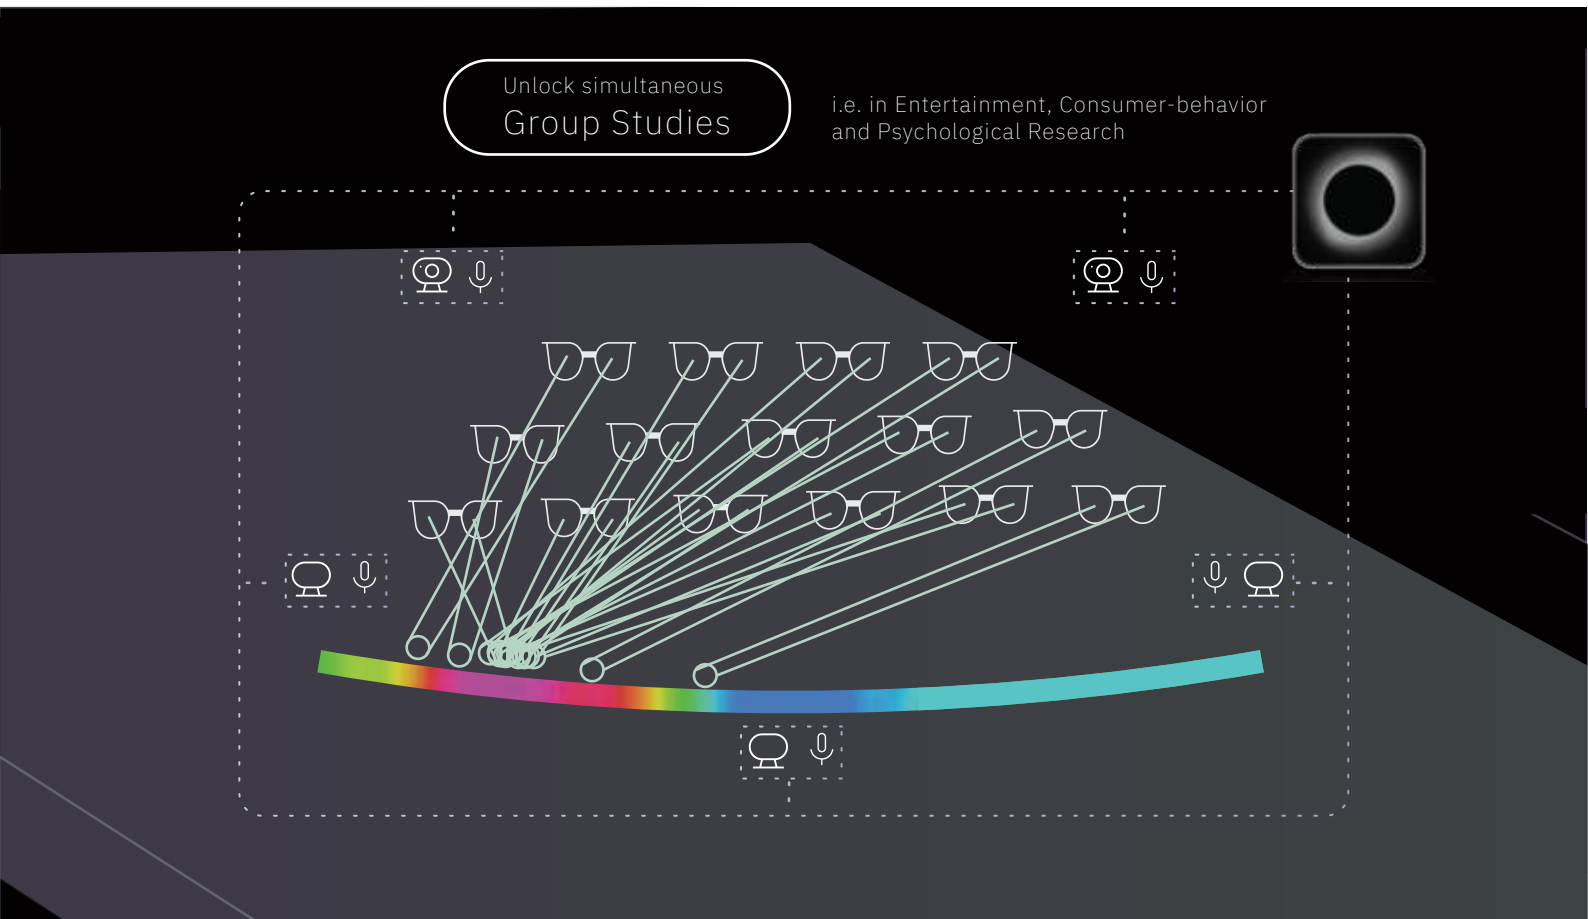 Unlock simultaneous
Group Studies
i.e. in Entertainment, Consumer-behavior
and Psychological Research